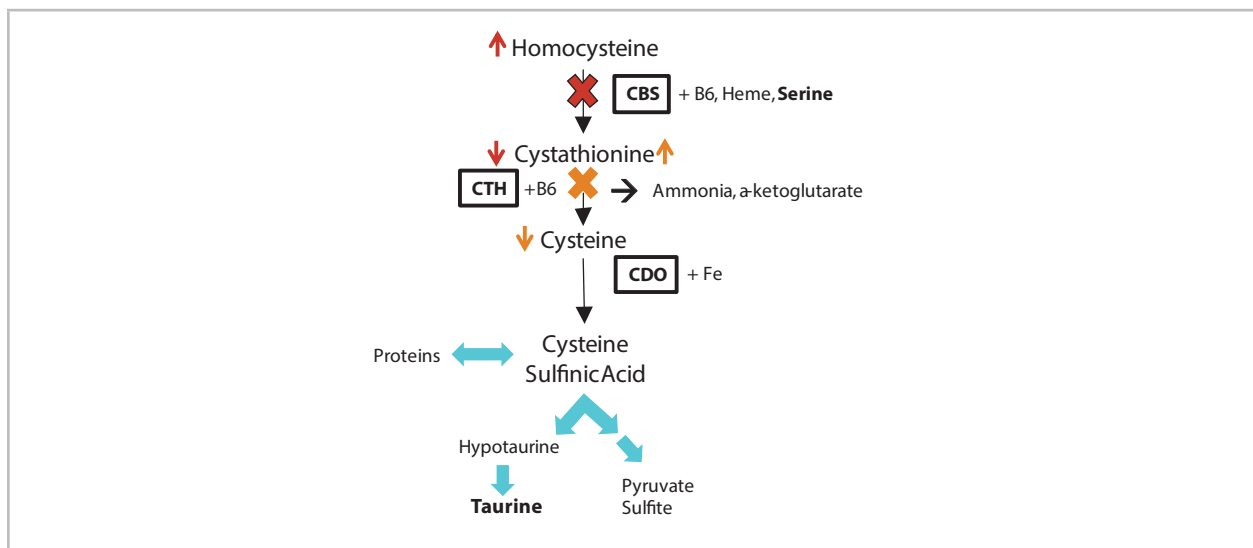 Homocysteine
CBS + B6, Heme, Serine
Cystathionine
CTH +B6
Ammonia, a-ketoglutarate
Cysteine
CDO + Fe
Proteins
Cysteine
Sulfinic Acid
Hypotaurine
Taurine
Pyruvate
Sulfite